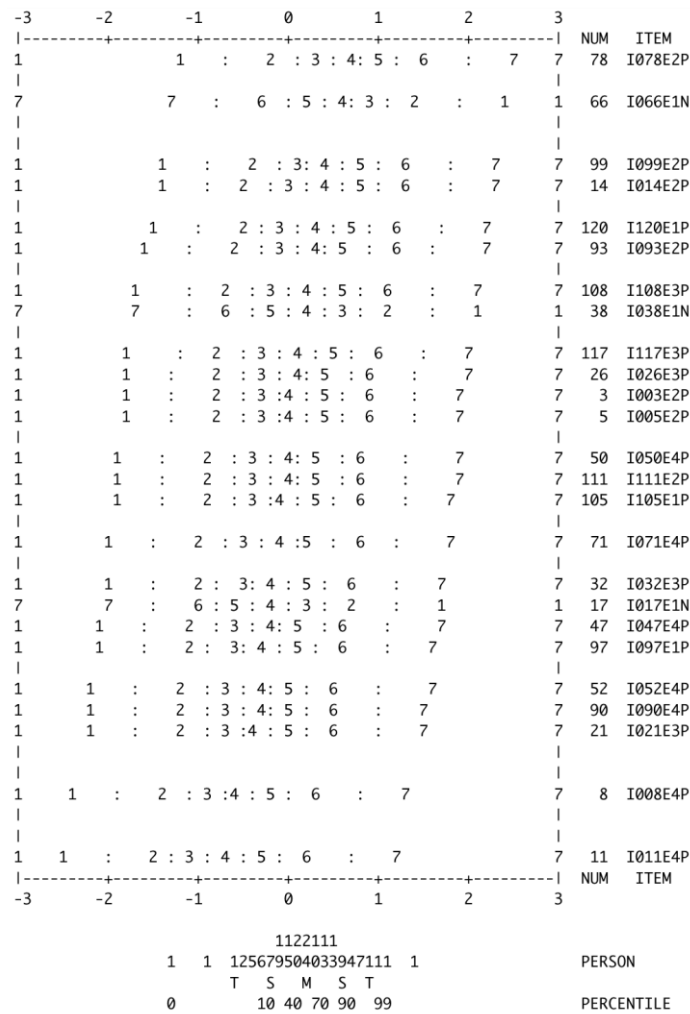 -3        -2        -1         0         1         2         3
|---------+---------+---------+---------+---------+---------|  NUM   ITEM
1                 1    :    2  : 3 : 4: 5 :  6    :    7    7   78  I078E2P
|                                                           |
7                7    :    6  : 5 : 4: 3 :  2    :    1     1   66  I066E1N
|                                                           |
|                                                           |
1               1    :    2  : 3: 4 : 5 :  6    :    7      7   99  I099E2P
1               1    :   2  : 3 : 4 : 5 :  6    :    7      7   14  I014E2P
|                                                           |
1              1    :    2 : 3 : 4 : 5 :  6    :    7       7  120  I120E1P
1             1    :    2  : 3 : 4: 5  :  6   :     7       7   93  I093E2P
|                                                           |
1            1     :   2  : 3 : 4 : 5 :  6    :    7        7  108  I108E3P
7            7     :   6  : 5 : 4 : 3 :  2    :    1        1   38  I038E1N
|                                                           |
1           1     :   2  : 3 : 4 : 5 :  6    :    7         7  117  I117E3P
1           1    :    2  : 3 : 4: 5  : 6    :     7         7   26  I026E3P
1           1    :    2  : 3 :4 : 5 :  6    :    7          7    3  I003E2P
1           1    :    2  : 3 :4 : 5 :  6    :    7          7    5  I005E2P
|                                                           |
1          1    :    2  : 3 : 4: 5  : 6    :     7          7   50  I050E4P
1          1    :    2  : 3 : 4: 5  : 6    :     7          7  111  I111E2P
1          1    :    2  : 3 :4 : 5 :  6    :    7           7  105  I105E1P
|                                                           |
1         1    :    2  : 3 : 4 :5  :  6   :     7           7   71  I071E4P
|                                                           |
1         1    :    2 :  3: 4 : 5 :  6    :    7            7   32  I032E3P
7         7    :    6 : 5 : 4 : 3 :  2    :    1            1   17  I017E1N
1        1    :    2  : 3 : 4: 5  : 6    :     7            7   47  I047E4P
1        1    :    2 :  3: 4 : 5 :  6    :    7             7   97  I097E1P
|                                                           |
1       1    :    2  : 3 : 4: 5 :  6    :     7             7   52  I052E4P
1       1    :    2  : 3 : 4: 5 :  6    :    7              7   90  I090E4P
1       1    :    2  : 3 :4 : 5 :  6    :    7              7   21  I021E3P
|                                                           |
|                                                           |
1     1    :    2  : 3 :4 : 5 :  6    :    7                7    8  I008E4P
|                                                           |
|                                                           |
1    1    :    2 : 3 : 4 : 5 :  6    :    7                 7   11  I011E4P
|---------+---------+---------+---------+---------+---------|  NUM   ITEM
-3        -2        -1         0         1         2         3
1122111
1   1  125679504033947111  1                  PERSON
T   S   M   S  T
0         10 40 70 90  99                     PERCENTILE